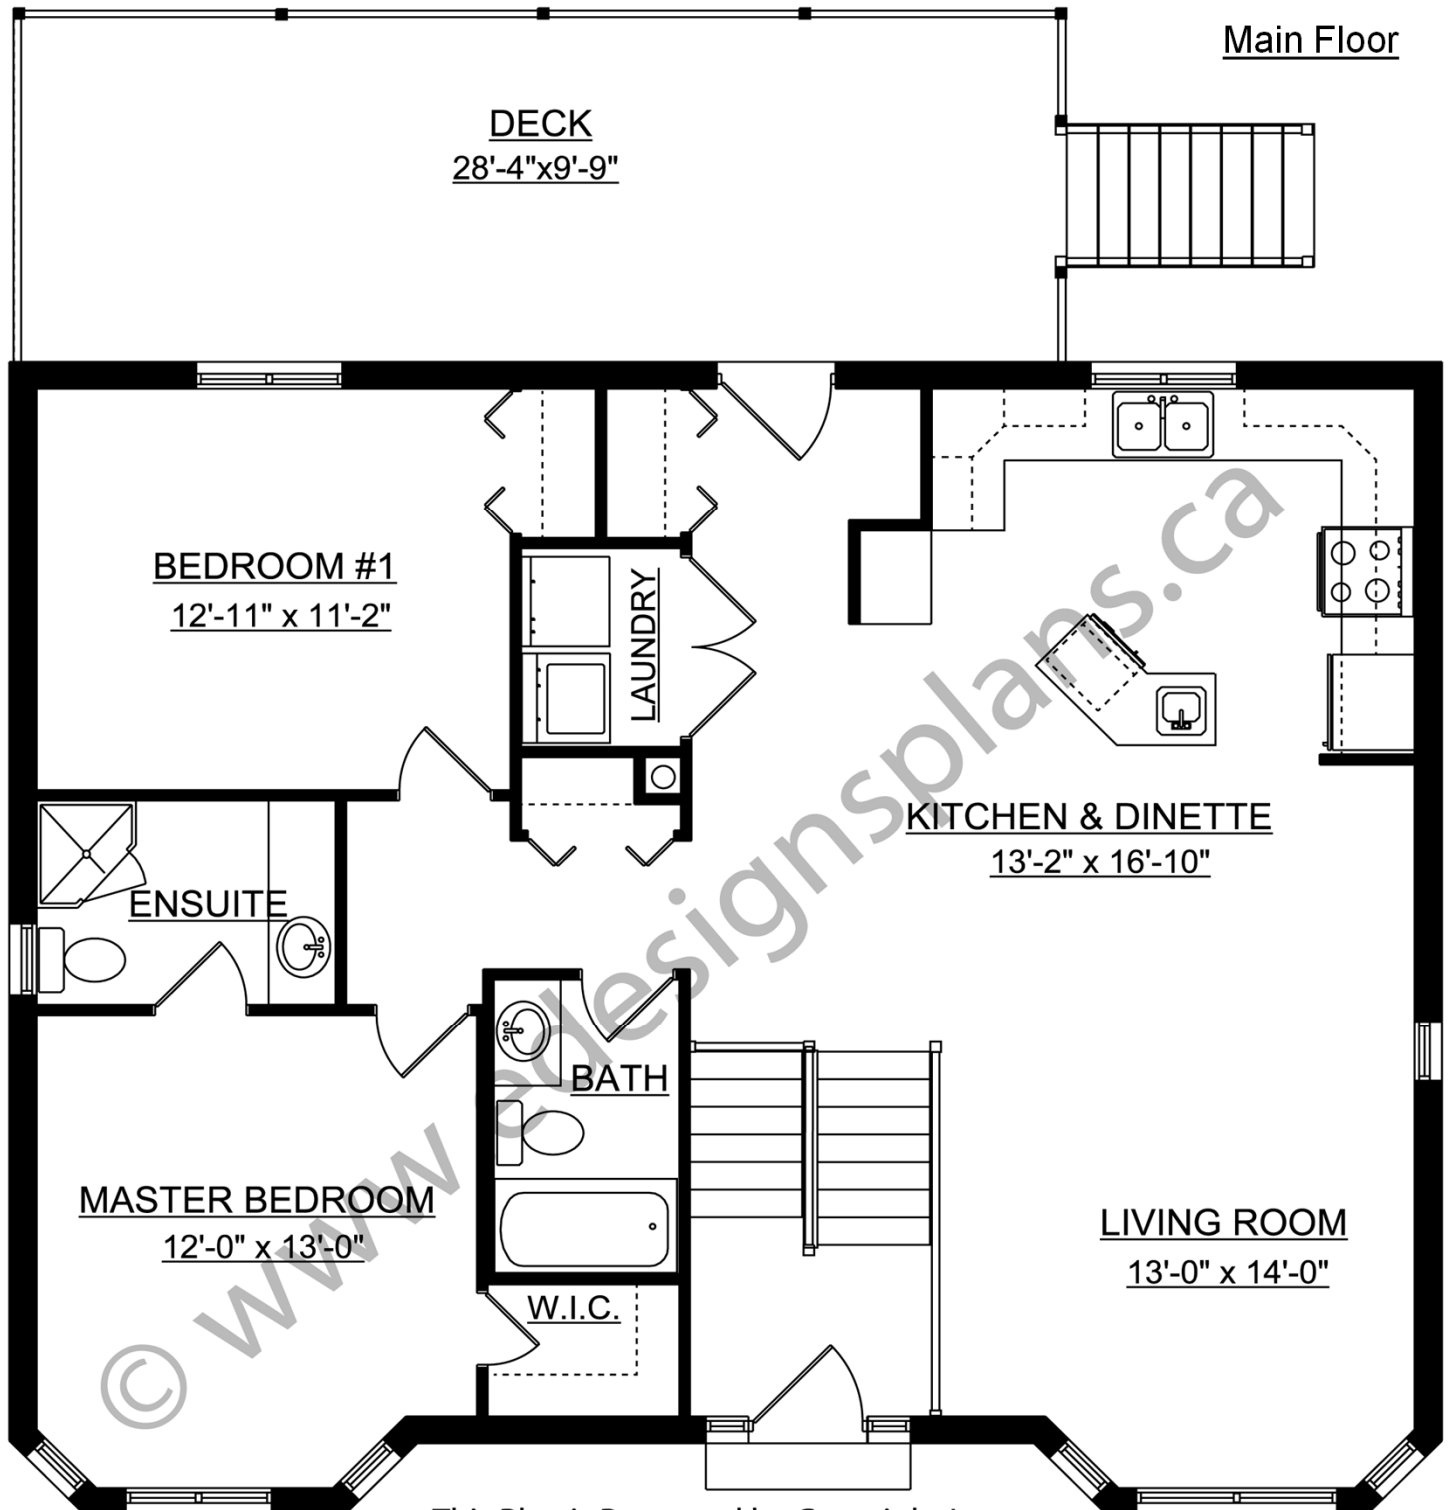 Main Floor
DECK
28'-4"x9'-9"
BEDROOM #1
12'-11" x 11'-2"
LAUNDRY
KITCHEN & DINETTE
13'-2" x 16'-10"
ENSUITE
BATH
MASTER BEDROOM
12'-0" x 13'-0"
LIVING ROOM
13'-0" x 14'-0"
W.I.C.
© www.edesignsplans.ca